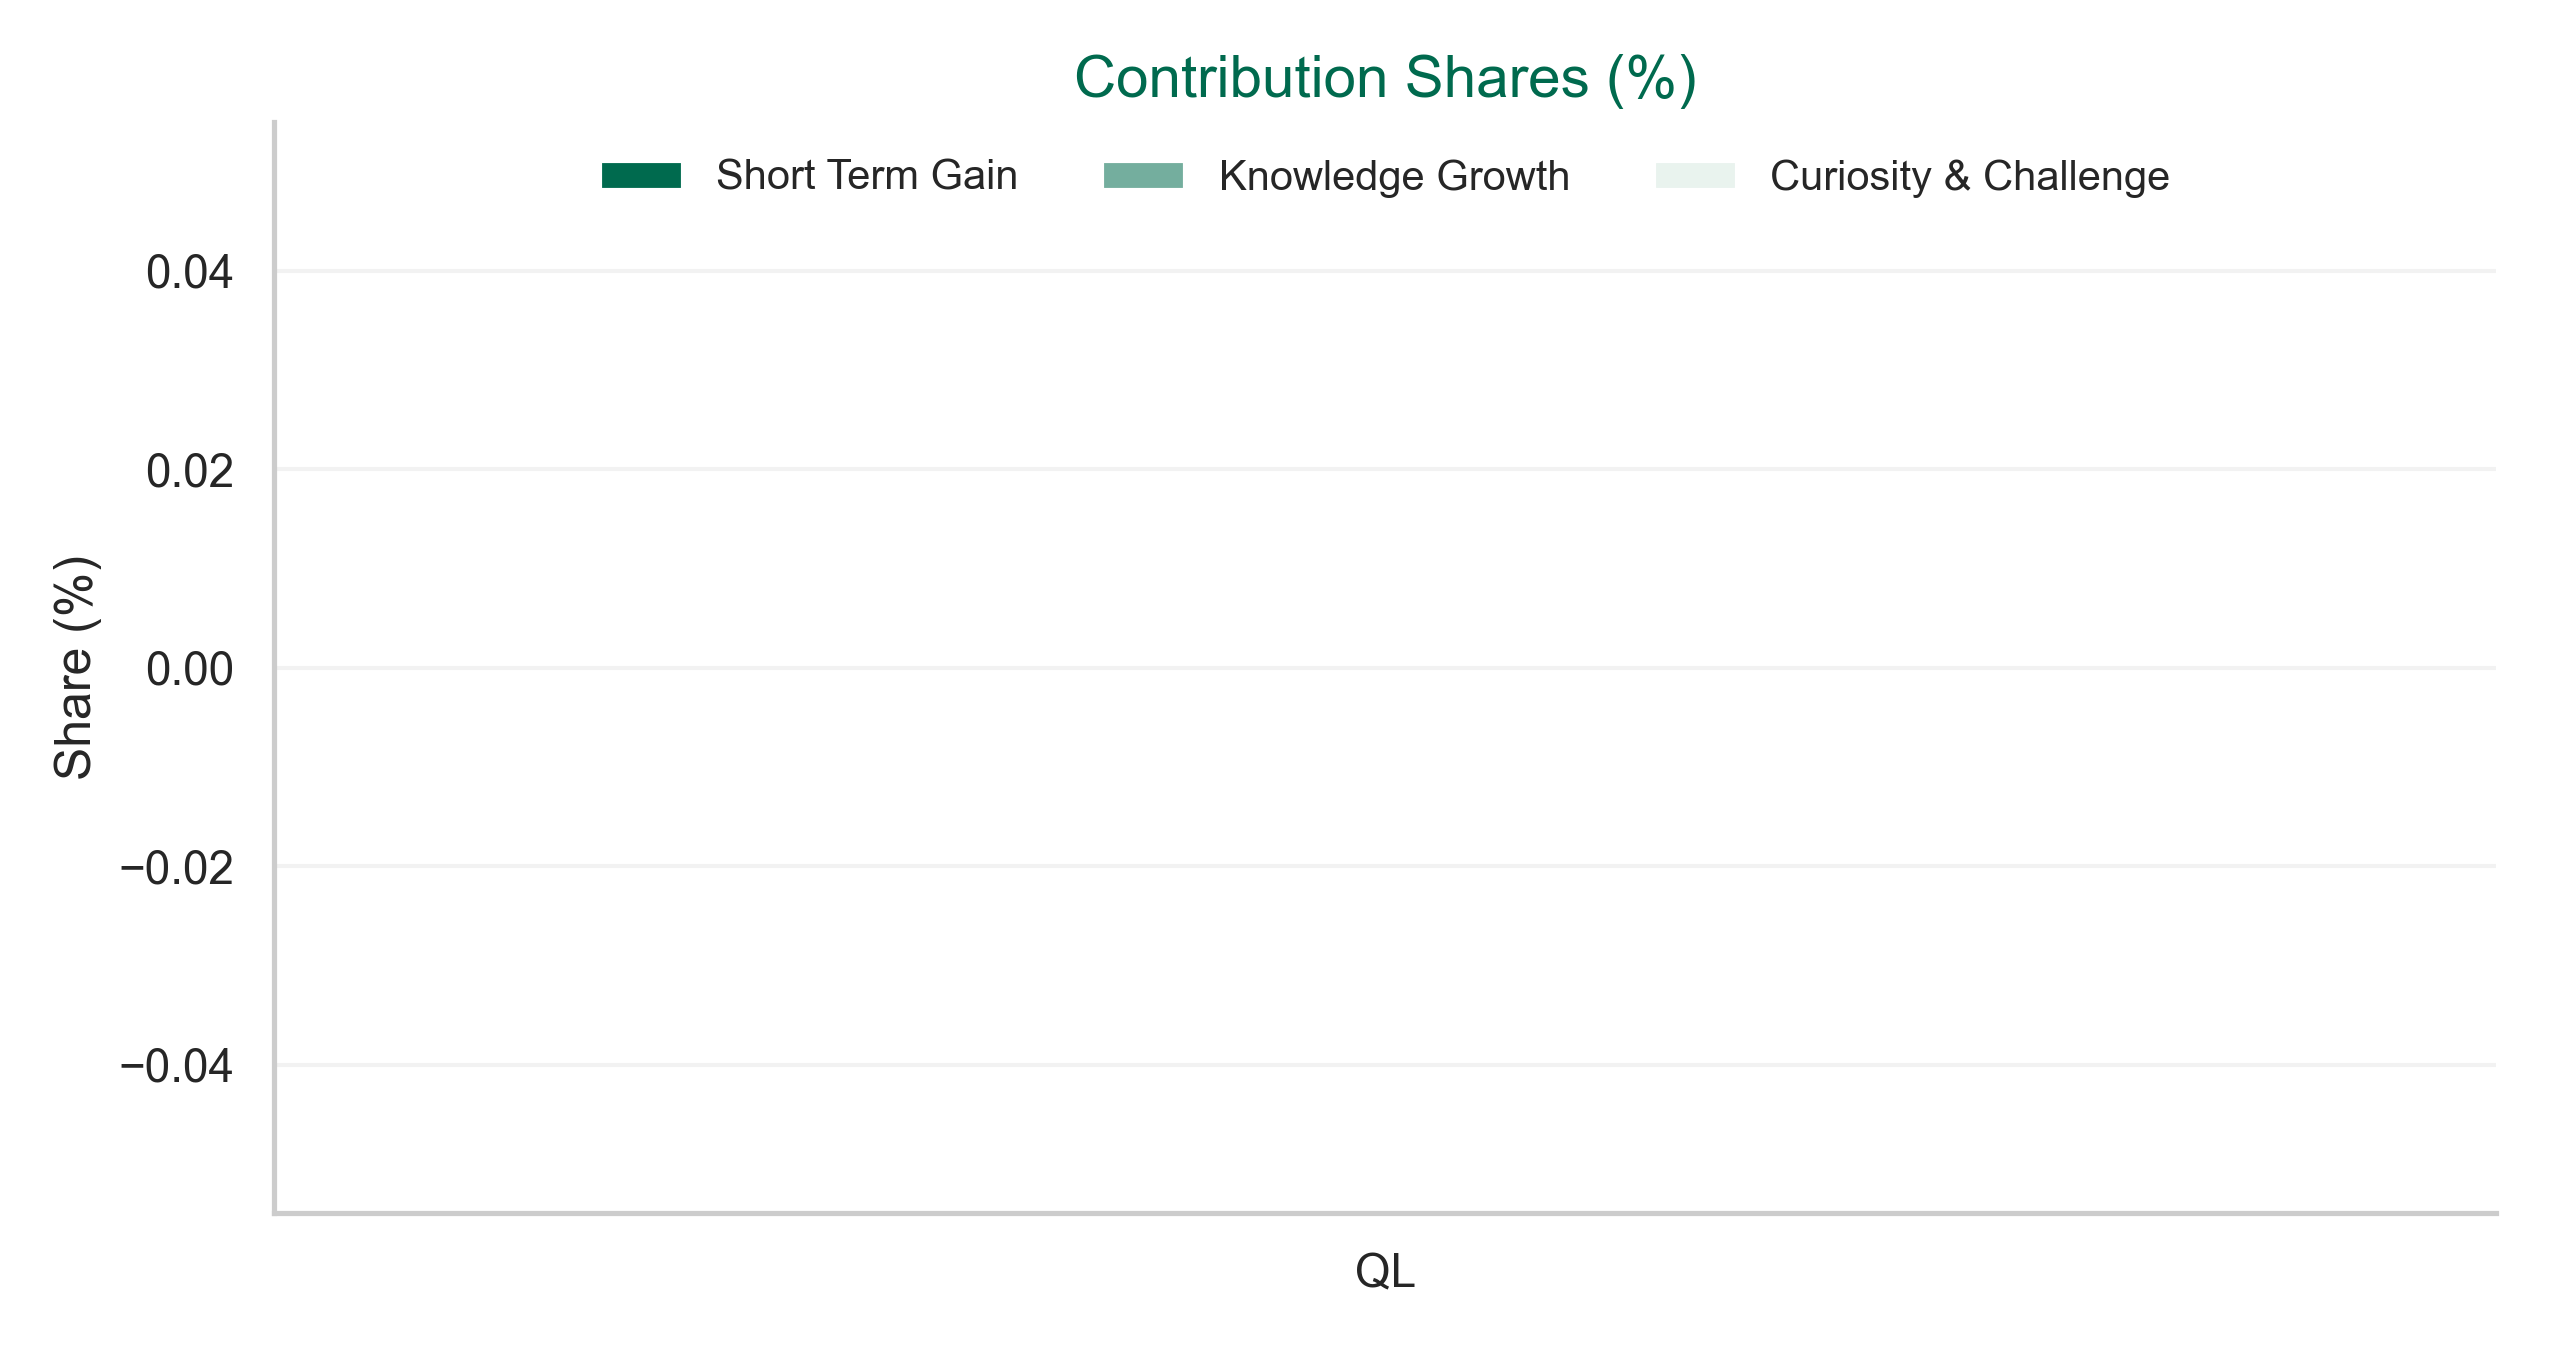 Contribution Shares (%)
Short Term Gain Knowledge Growth Curiosity & Challenge
0.04
0.02
0.00
−0.02
−0.04
Share (%)
QL